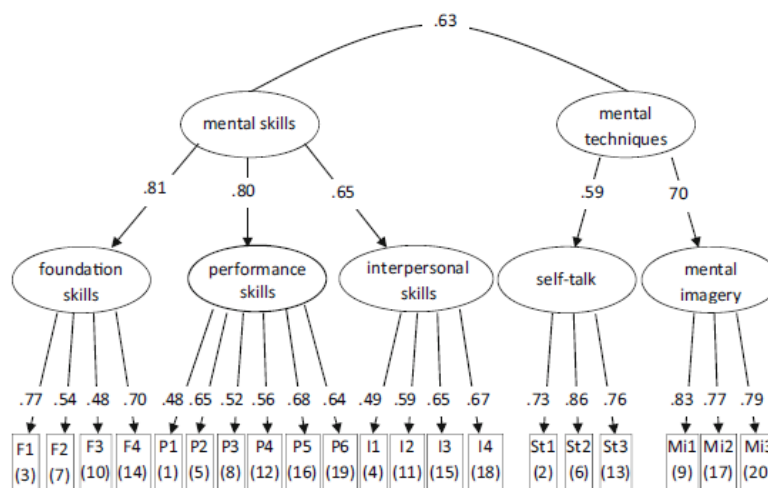 .63
mental skills
mental
techniques
.81 .80 .65 .59 70
foundation
skills
performance
skills
interpersonal
skills
self-talk
mental
imagery
.77 .54 .48 .70 .48 .65 .52 .56 .68 .64 .49 .59 .65 .67 .73 .86 .76 .83 .77 .79
F1 F2 F3 F4 P1 P2 P3 P4 P5 P6 I1 I2 I3 I4 St1 St2 St3 Mi1 Mi2 Mi3
(3) (7) (10) (14) (1) (5) (8) (12) (16) (19) (4) (11) (15) (18) (2) (6) (13) (9) (17) (20)